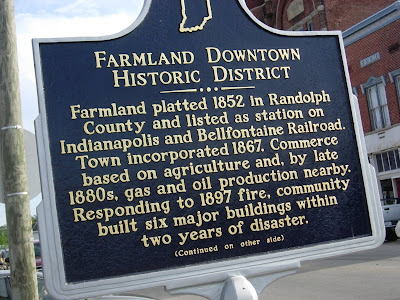 FARMLAND DOWNTOWN
HISTORIC DISTRICT
Farmland platted 1852 in Randolph
County and listed as station on
Indianapolis and Bellfontaine Railroad.
Town incorporated 1867. Commerce
based on agriculture and, by late
1880s, gas and oil production nearby.
Responding to 1897 fire, community
built six major buildings within
two years of disaster.
(Continued on other side)